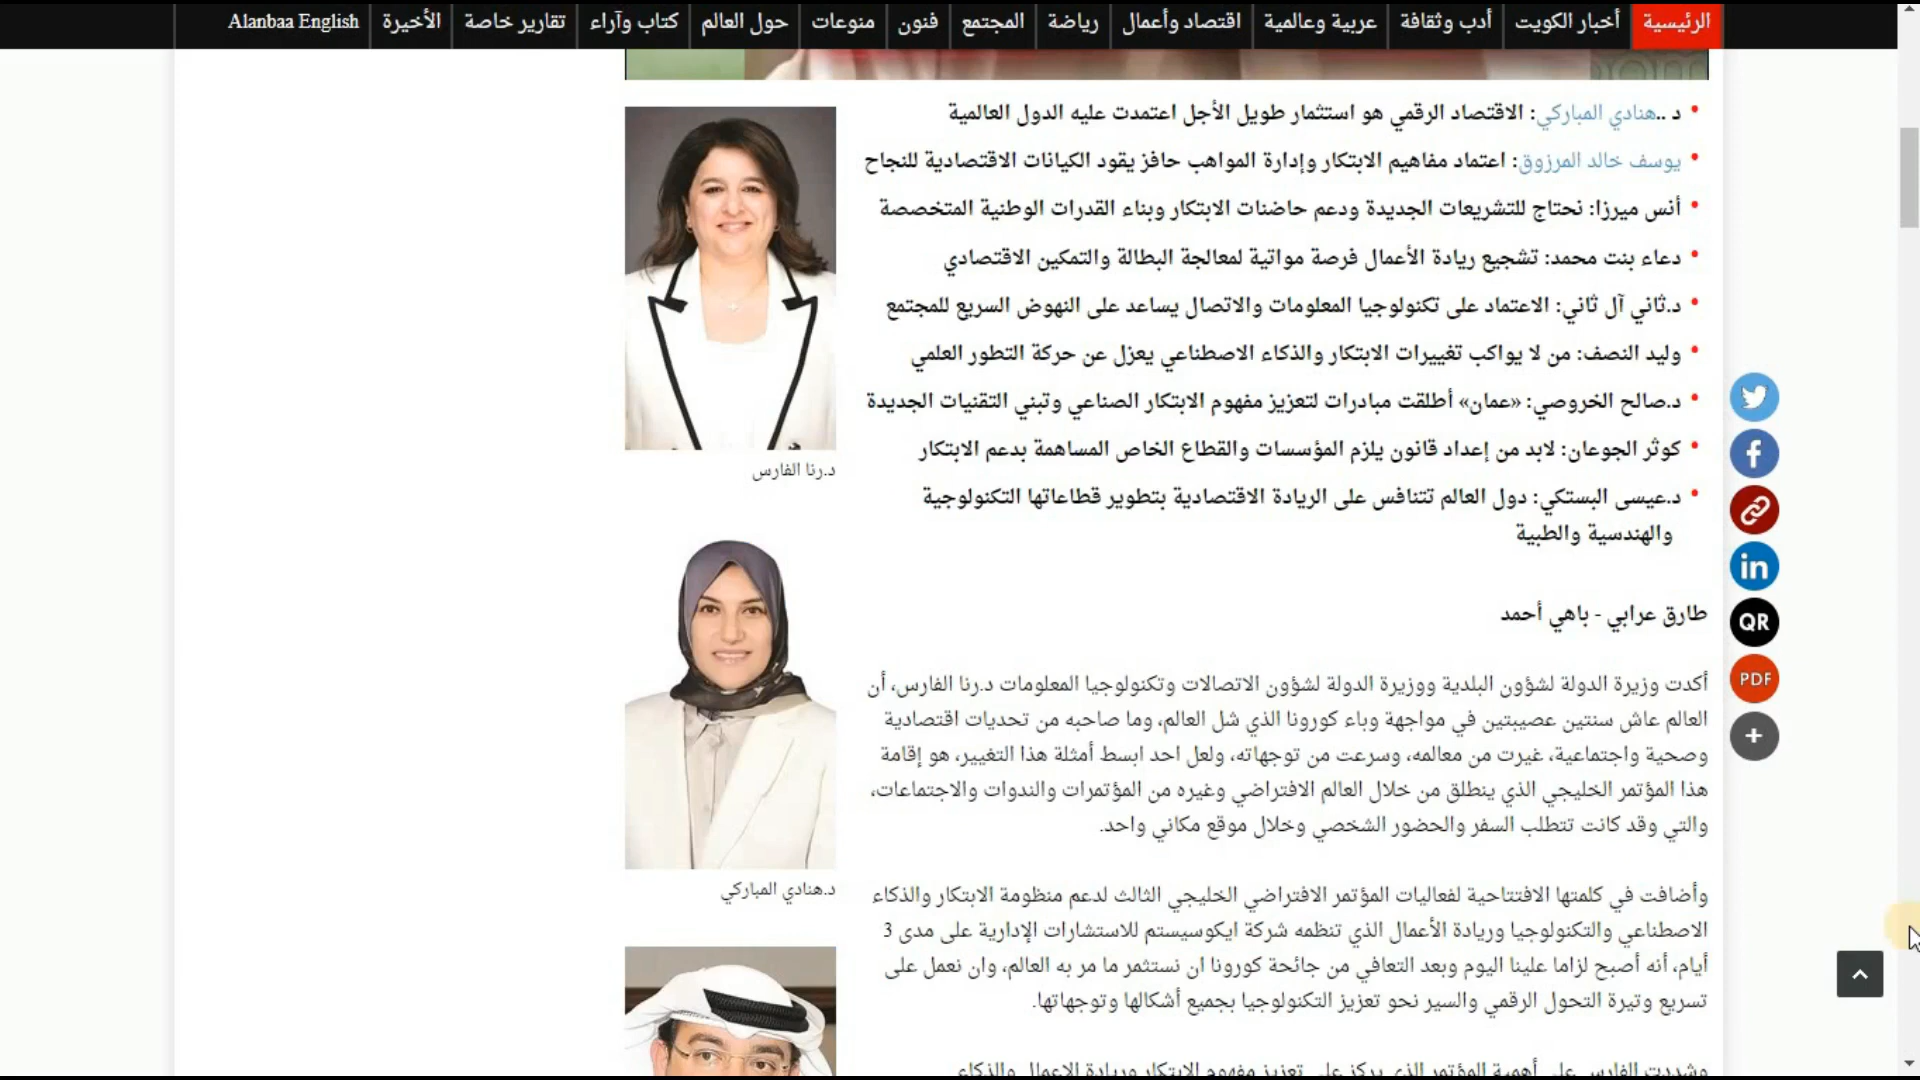 الرئيسية
أخبار الكويت
أدب وثقافة
عربية وعالمية
اقتصاد وأعمال
رياضة
المجتمع
فنون
منوعات
حول العالم
كتاب وآراء
تقارير خاصة
الأخيرة
Alanbaa English
• د ..هنادي المباركي: الاقتصاد الرقمي هو استثمار طويل الأجل اعتمدت عليه الدول العالمية
• يوسف خالد المرزوق: اعتماد مفاهيم الابتكار وإدارة المواهب حافز يقود الكيانات الاقتصادية للنجاح
• أنس ميرزا: نحتاج للتشريعات الجديدة ودعم حاضنات الابتكار وبناء القدرات الوطنية المتخصصة
• دعاء بنت محمد: تشجيع ريادة الأعمال فرصة مواتية لمعالجة البطالة والتمكين الاقتصادي
• د.ثاني آل ثاني: الاعتماد على تكنولوجيا المعلومات والاتصال يساعد على النهوض السريع للمجتمع
• وليد النصف: من لا يواكب تغييرات الابتكار والذكاء الاصطناعي يعزل عن حركة التطور العلمي
• د.صالح الخروصي: «عمان» أطلقت مبادرات لتعزيز مفهوم الابتكار الصناعي وتبني التقنيات الجديدة
• كوثر الجوعان: لابد من إعداد قانون يلزم المؤسسات والقطاع الخاص المساهمة بدعم الابتكار
• د.عيسى البستكي: دول العالم تتنافس على الريادة الاقتصادية بتطوير قطاعاتها التكنولوجية
والهندسية والطبية
د.رنا الفارس
طارق عرابي - باهي أحمد
أكدت وزيرة الدولة لشؤون البلدية ووزيرة الدولة لشؤون الاتصالات وتكنولوجيا المعلومات د.رنا الفارس، أن
العالم عاش سنتين عصيبتين في مواجهة وباء كورونا الذي شل العالم، وما صاحبه من تحديات اقتصادية
وصحية واجتماعية، غيرت من معالمه، وسرعت من توجهاته، ولعل احد ابسط أمثلة هذا التغيير، هو إقامة
هذا المؤتمر الخليجي الذي ينطلق من خلال العالم الافتراضي وغيره من المؤتمرات والندوات والاجتماعات،
والتي وقد كانت تتطلب السفر والحضور الشخصي وخلال موقع مكاني واحد.
د.هنادي المباركي
وأضافت في كلمتها الافتتاحية لفعاليات المؤتمر الافتراضي الخليجي الثالث لدعم منظومة الابتكار والذكاء
الاصطناعي والتكنولوجيا وريادة الأعمال الذي تنظمه شركة ايكوسيستم للاستشارات الإدارية على مدى 3
أيام، أنه أصبح لزاما علينا اليوم وبعد التعافي من جائحة كورونا ان نستثمر ما مر به العالم، وان نعمل على
تسريع وتيرة التحول الرقمي والسير نحو تعزيز التكنولوجيا بجميع أشكالها وتوجهاتها.
وشددت الفارس على أهمية المؤتمر الذي يركز على تعزيز مفهوم الابتكار وريادة الاعمال والذكاء
QR
PDF